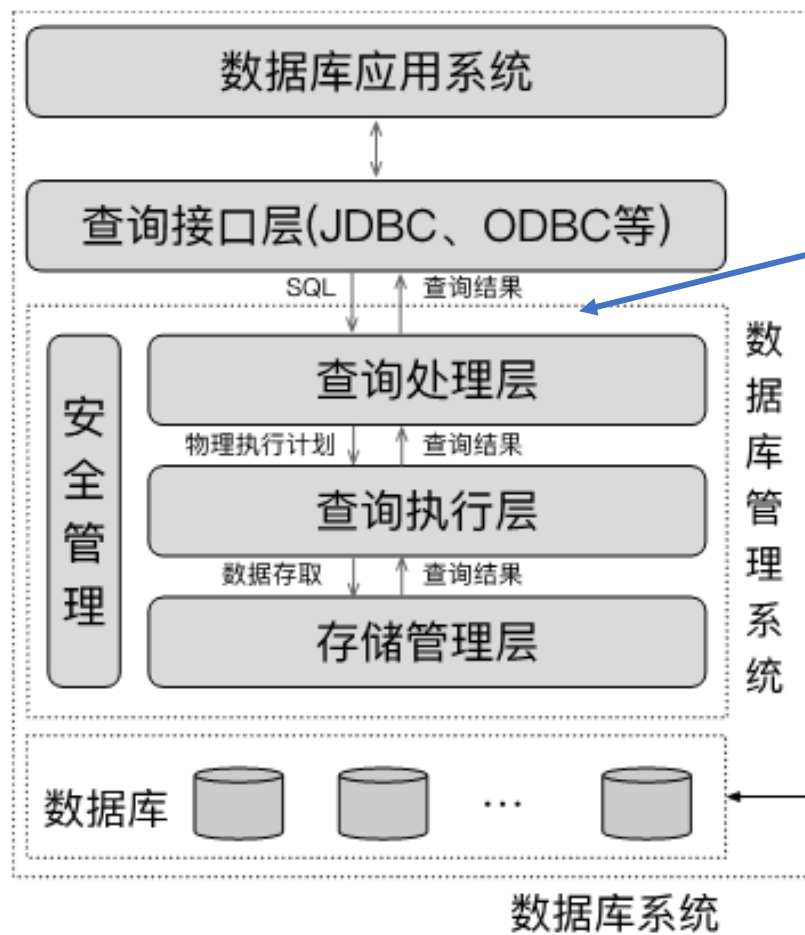 数据库应用系统
查询接口层(JDBC、ODBC等)
SQL 查询结果
查询处理层
物理执行计划 查询结果
查询执行层
数据存取 查询结果
存储管理层
安全管理
数据库管理系统
数据库 …
数据库系统